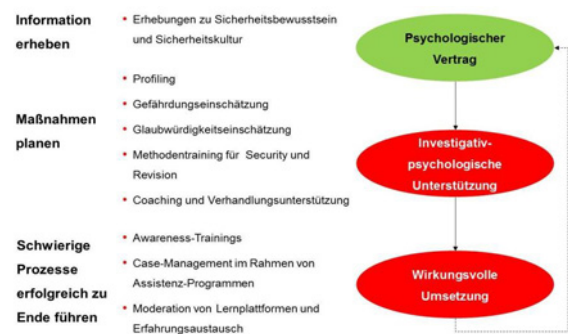 Information
erheben
Erhebungen zu Sicherheitsbewusstsein
und Sicherheitskultur
Psychologischer
Vertrag
Maßnahmen
planen
Profiling
Gefährdungseinschätzung
Glaubwürdigkeitseinschätzung
Methodentraining für Security und
Revision
Coaching und Verhandlungsunterstützung
Investigativ-
psychologische
Unterstützung
Schwierige
Prozesse
erfolgreich zu
Ende führen
Awareness-Trainings
Case-Management im Rahmen von
Assistenz-Programmen
Moderation von Lernplattformen und
Erfahrungsaustausch
Wirkungsvolle
Umsetzung